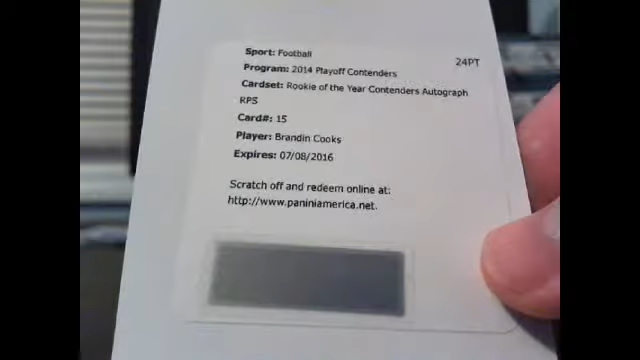 Sport: Football
24PT
Program: 2014 Playoff Contenders
Cardset: Rookie of the Year Contenders Autograph
RPS
Card#: 15
Player: Brandin Cooks
Expires: 07/08/2016
Scratch off and redeem online at:
http://www.paniniamerica.net.